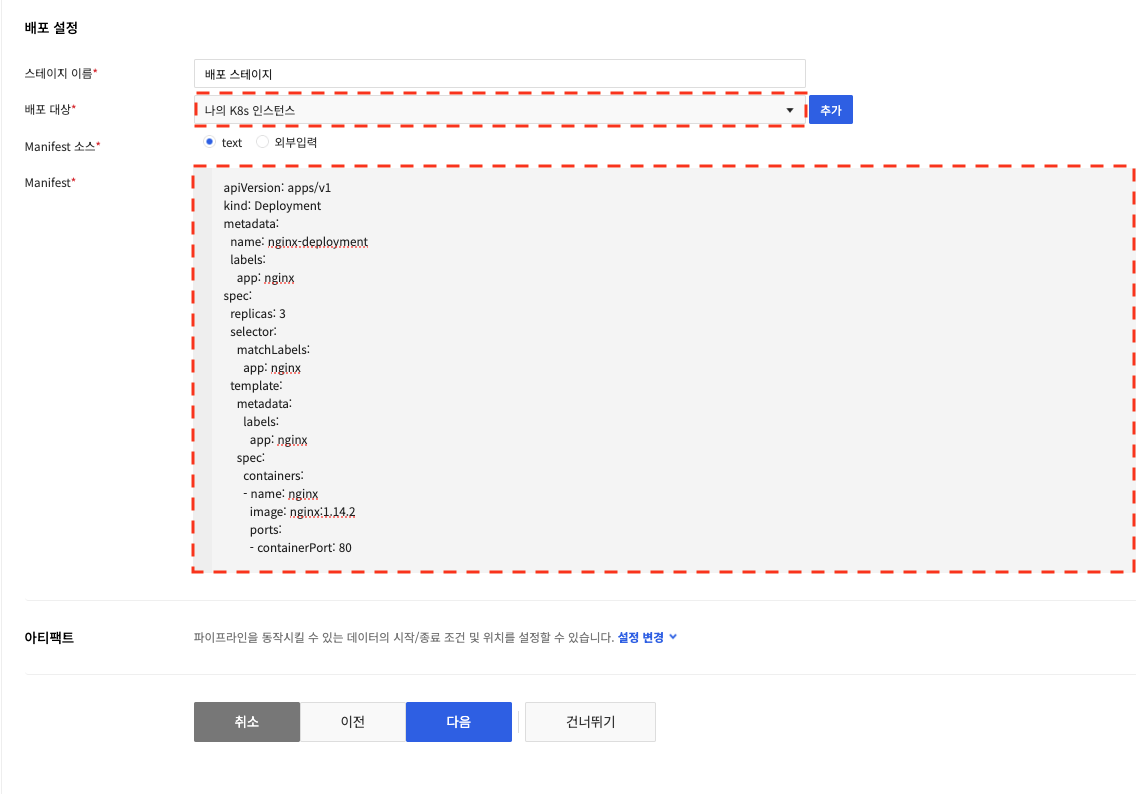 배포 설정
스테이지 이름*
배포 스테이지
배포 대상*
나의 K8s 인스턴스
추가
Manifest 소스*
text
외부입력
Manifest*
apiVersion: apps/v1
kind: Deployment
metadata:
  name: nginx-deployment
  labels:
    app: nginx
spec:
  replicas: 3
  selector:
    matchLabels:
      app: nginx
  template:
    metadata:
      labels:
        app: nginx
    spec:
      containers:
      - name: nginx
        image: nginx:1.14.2
        ports:
        - containerPort: 80
아티팩트
파이프라인을 동작시킬 수 있는 데이터의 시작/종료 조건 및 위치를 설정할 수 있습니다. 설정 변경
취소
이전
다음
건너뛰기